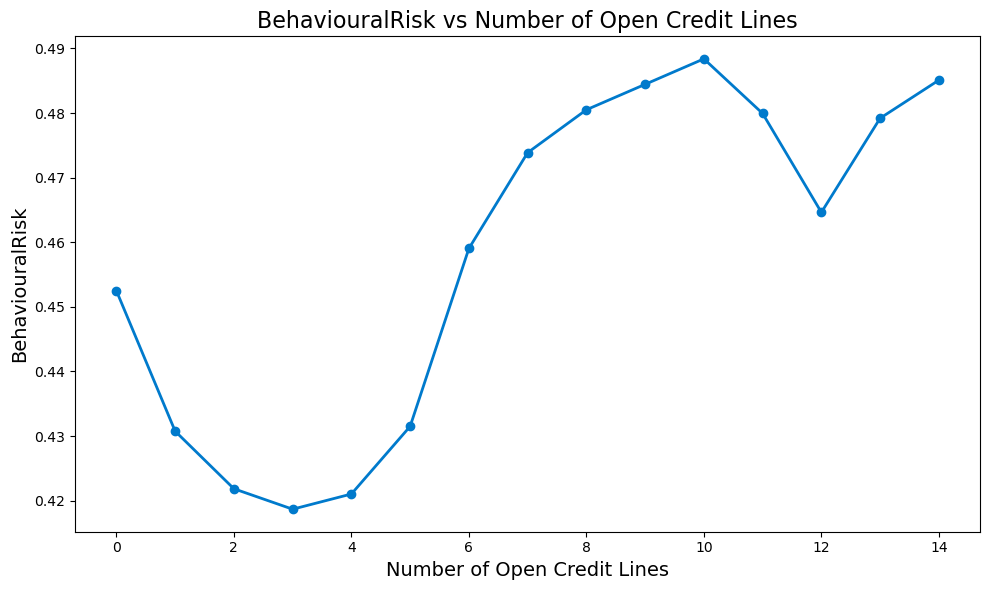 BehaviouralRisk vs Number of Open Credit Lines
0.49
0.48
0.47
0.46
0.45
0.44
0.43
0.42
BehaviouralRisk
0 2 4 6 8 10 12 14
Number of Open Credit Lines